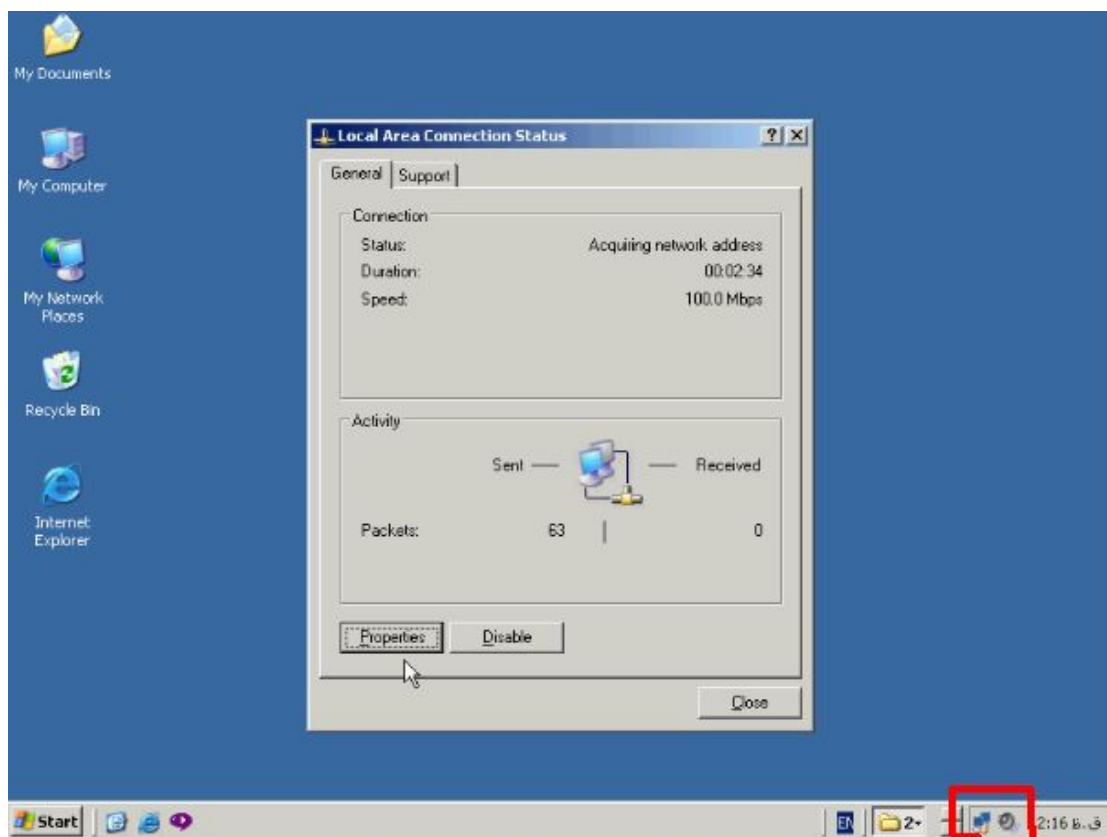 My Documents
My Computer
My Network
Places
Recycle Bin
Internet
Explorer
Local Area Connection Status
General
Support
Connection
Status:
Acquiring network address
Duration:
00:02:34
Speed:
100.0 Mbps
Activity
Sent
Received
Packets:
63
0
Properties
Disable
Close
Start
EN
2
2:16 ق.ظ